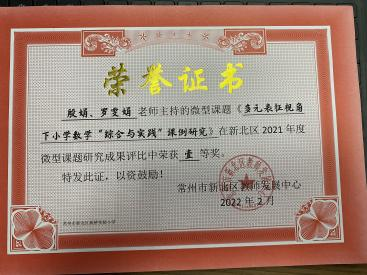 荣誉证书
殷娟、罗雯娟 老师主持的微型课题《多元表征视角
下小学数学“综合与实践”课例研究》在新北区 2021 年度
微型课题研究成果评比中荣获 壹 等奖。
特发此证，以资鼓励！
常州市新北区教师发展中心
2022 年 2 月